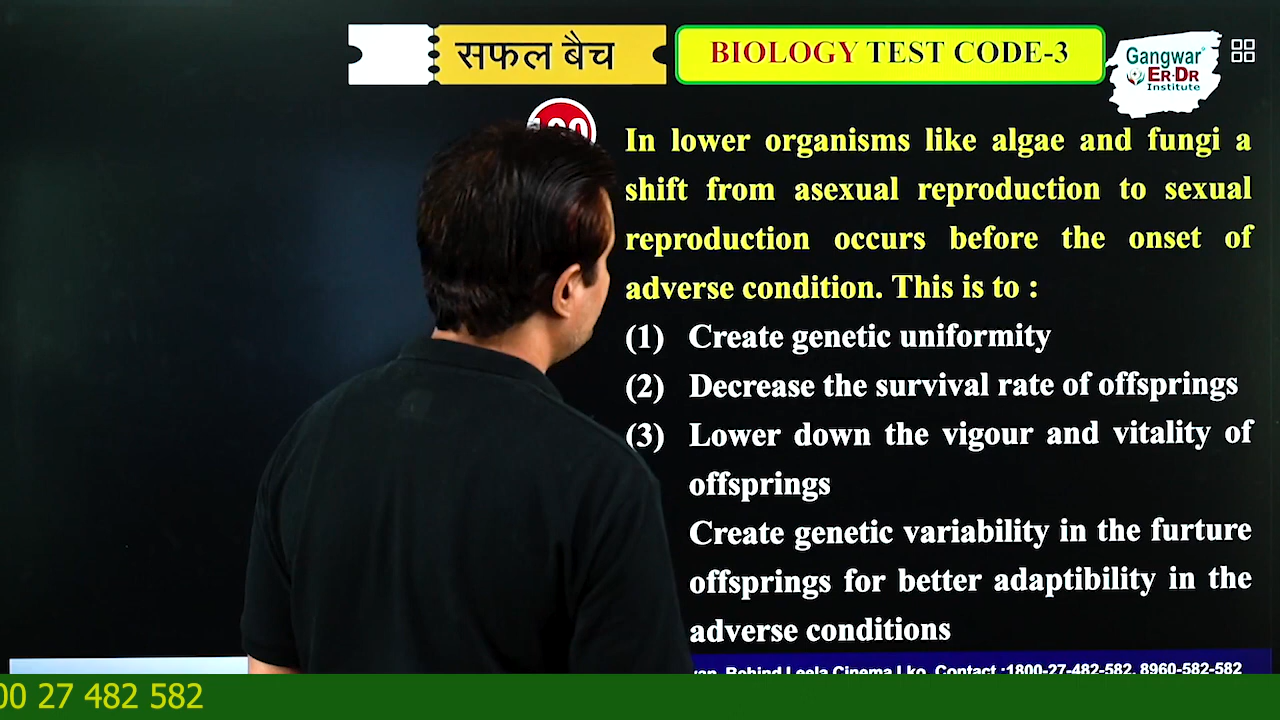 सफल बैच
BIOLOGY TEST CODE-3
Gangwar
ER-DR
Institute
In lower organisms like algae and fungi a
shift from asexual reproduction to sexual
reproduction occurs before the onset of
adverse condition. This is to :
(1) Create genetic uniformity
(2) Decrease the survival rate of offsprings
(3) Lower down the vigour and vitality of
offsprings
Create genetic variability in the furture
offsprings for better adaptibility in the
adverse conditions
Behind Leela Cinema Lko. Contact :1800-27-482-582, 8960-582-582
00 27 482 582